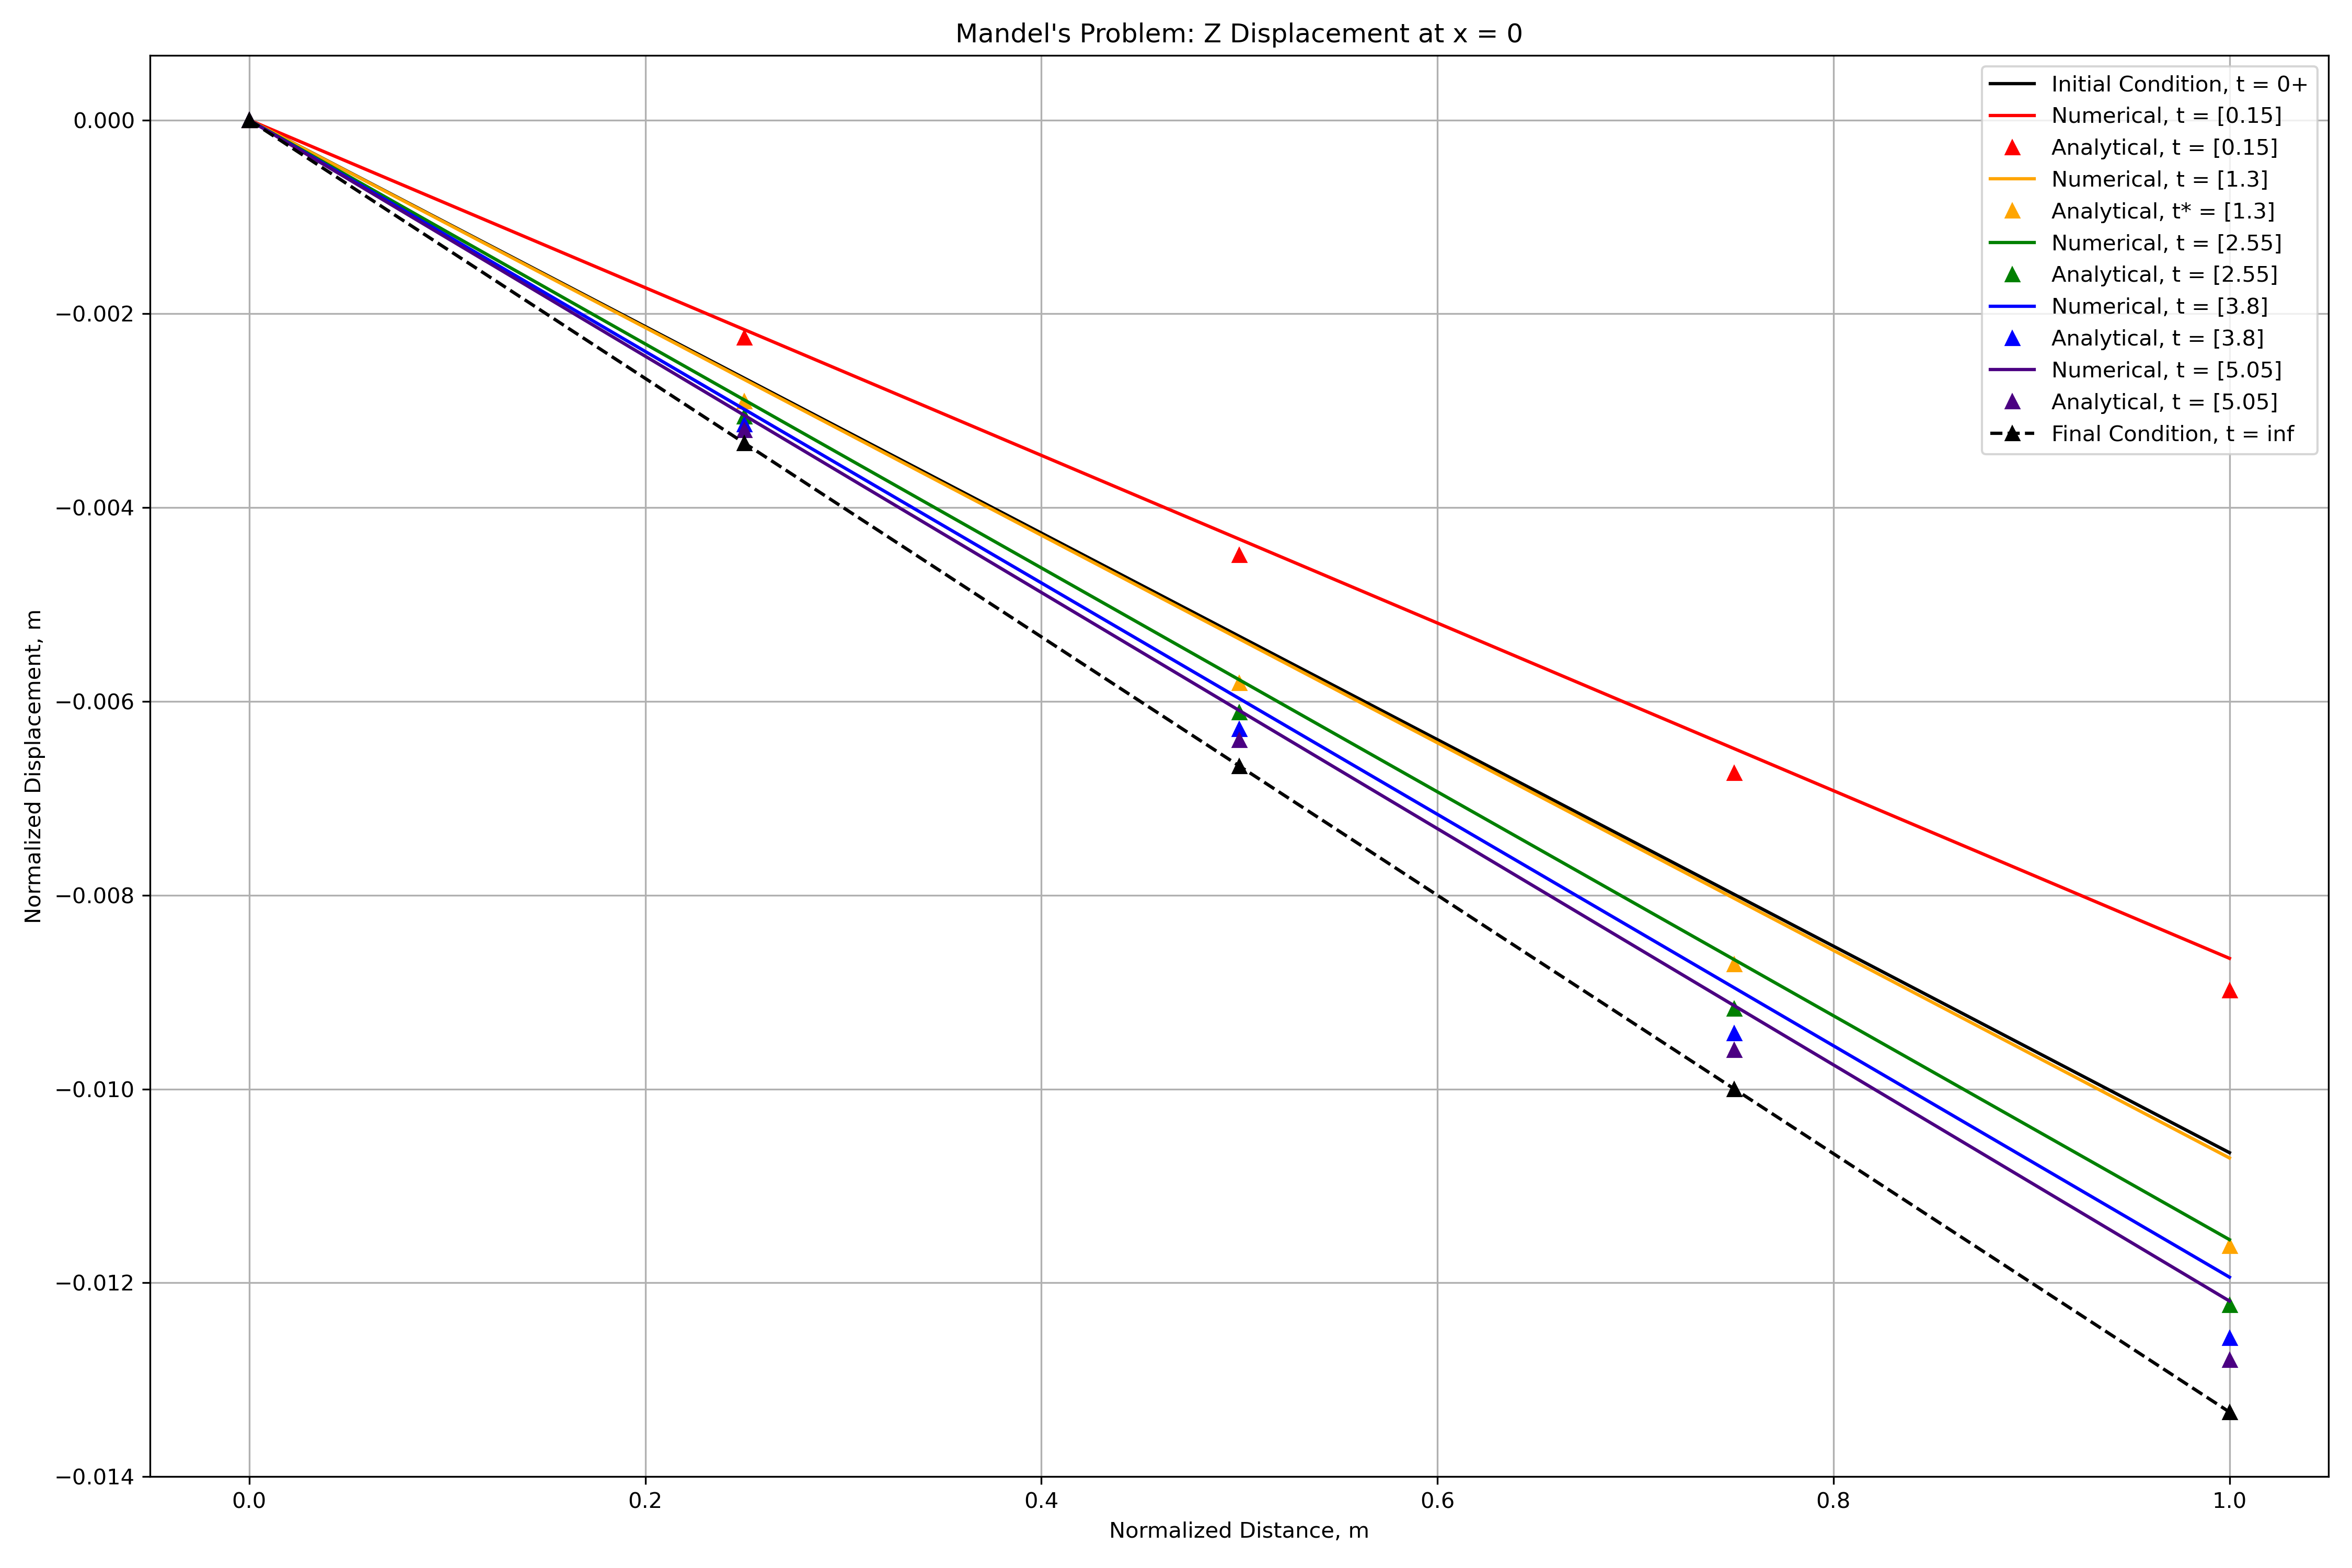 Mandel's Problem: Z Displacement at x = 0
Initial Condition, t = 0+
Numerical, t = [0.15]
Analytical, t = [0.15]
Numerical, t = [1.3]
Analytical, t* = [1.3]
Numerical, t = [2.55]
Analytical, t = [2.55]
Numerical, t = [3.8]
Analytical, t = [3.8]
Numerical, t = [5.05]
Analytical, t = [5.05]
Final Condition, t = inf
Normalized Displacement, m
0.000
−0.002
−0.004
−0.006
−0.008
−0.010
−0.012
−0.014
0.0 0.2 0.4 0.6 0.8 1.0
Normalized Distance, m